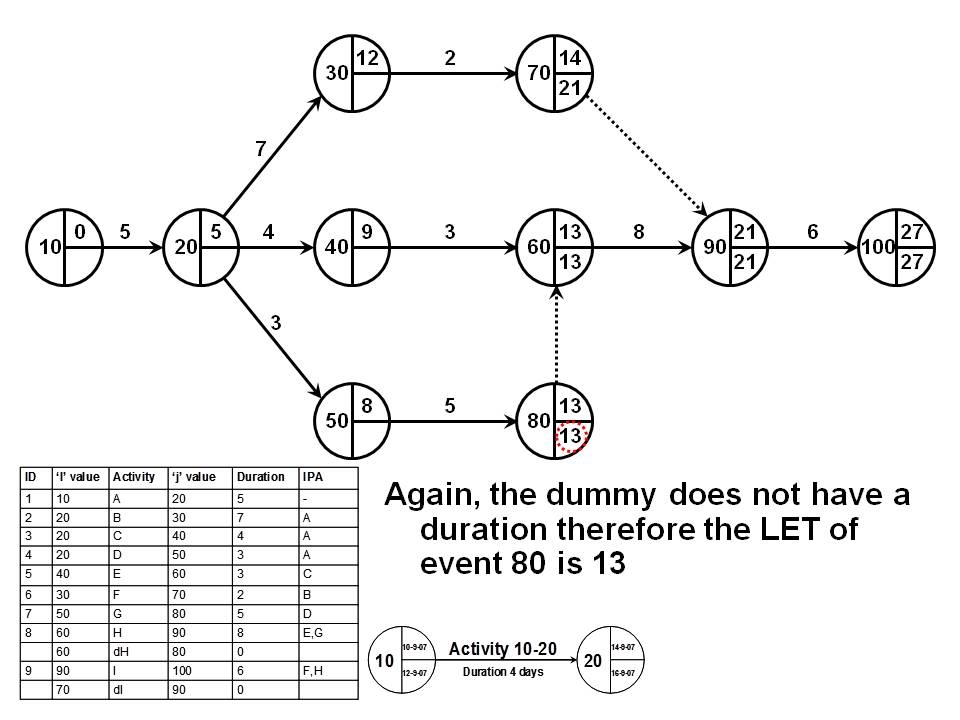 12
2
14
30
70
21
7
0
5
5
4
9
3
13
8
21
6
27
10
20
40
60
90
100
13
21
27
3
8
5
13
50
80
13
ID ‘I’ value Activity ‘j’ value Duration IPA
1 10 A 20 5 -
2 20 B 30 7 A
3 20 C 40 4 A
4 20 D 50 3 A
5 40 E 60 3 C
6 30 F 70 2 B
7 50 G 80 5 D
8 60 H 90 8 E,G
60 dH 80 0
9 90 I 100 6 F,H
70 dI 90 0
Again, the dummy does not have a
duration therefore the LET of
event 80 is 13
10-9-07
Activity 10-20
14-9-07
10
20
12-9-07
Duration 4 days
16-9-07